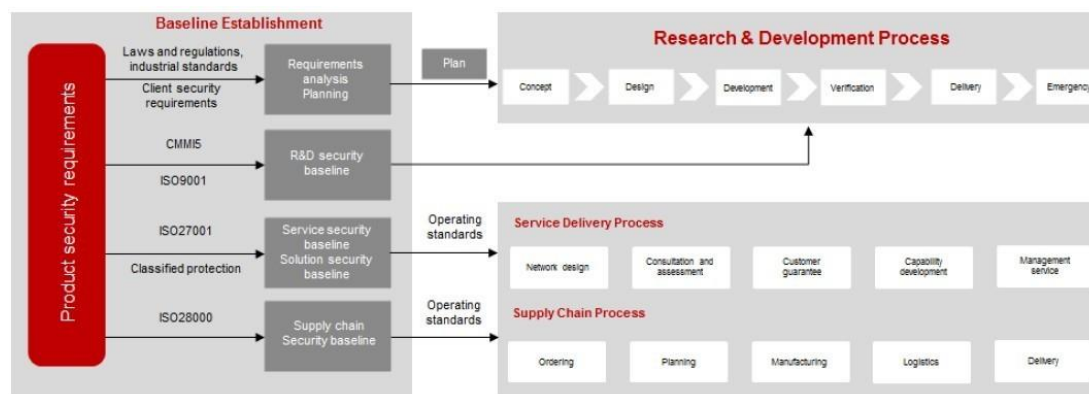 Baseline Establishment
Product security requirements
Laws and regulations,
industrial standards
Client security
requirements
Requirements
analysis
Planning
Plan
CMMI5
ISO9001
R&D security
baseline
ISO27001
Classified protection
Service security
baseline
Solution security
baseline
Operating
standards
ISO28000
Supply chain
Security baseline
Operating
standards
Research & Development Process
Concept
Design
Development
Verification
Delivery
Emergency
Service Delivery Process
Network design
Consultation and
assessment
Customer
guarantee
Capability
development
Management
service
Supply Chain Process
Ordering
Planning
Manufacturing
Logistics
Delivery